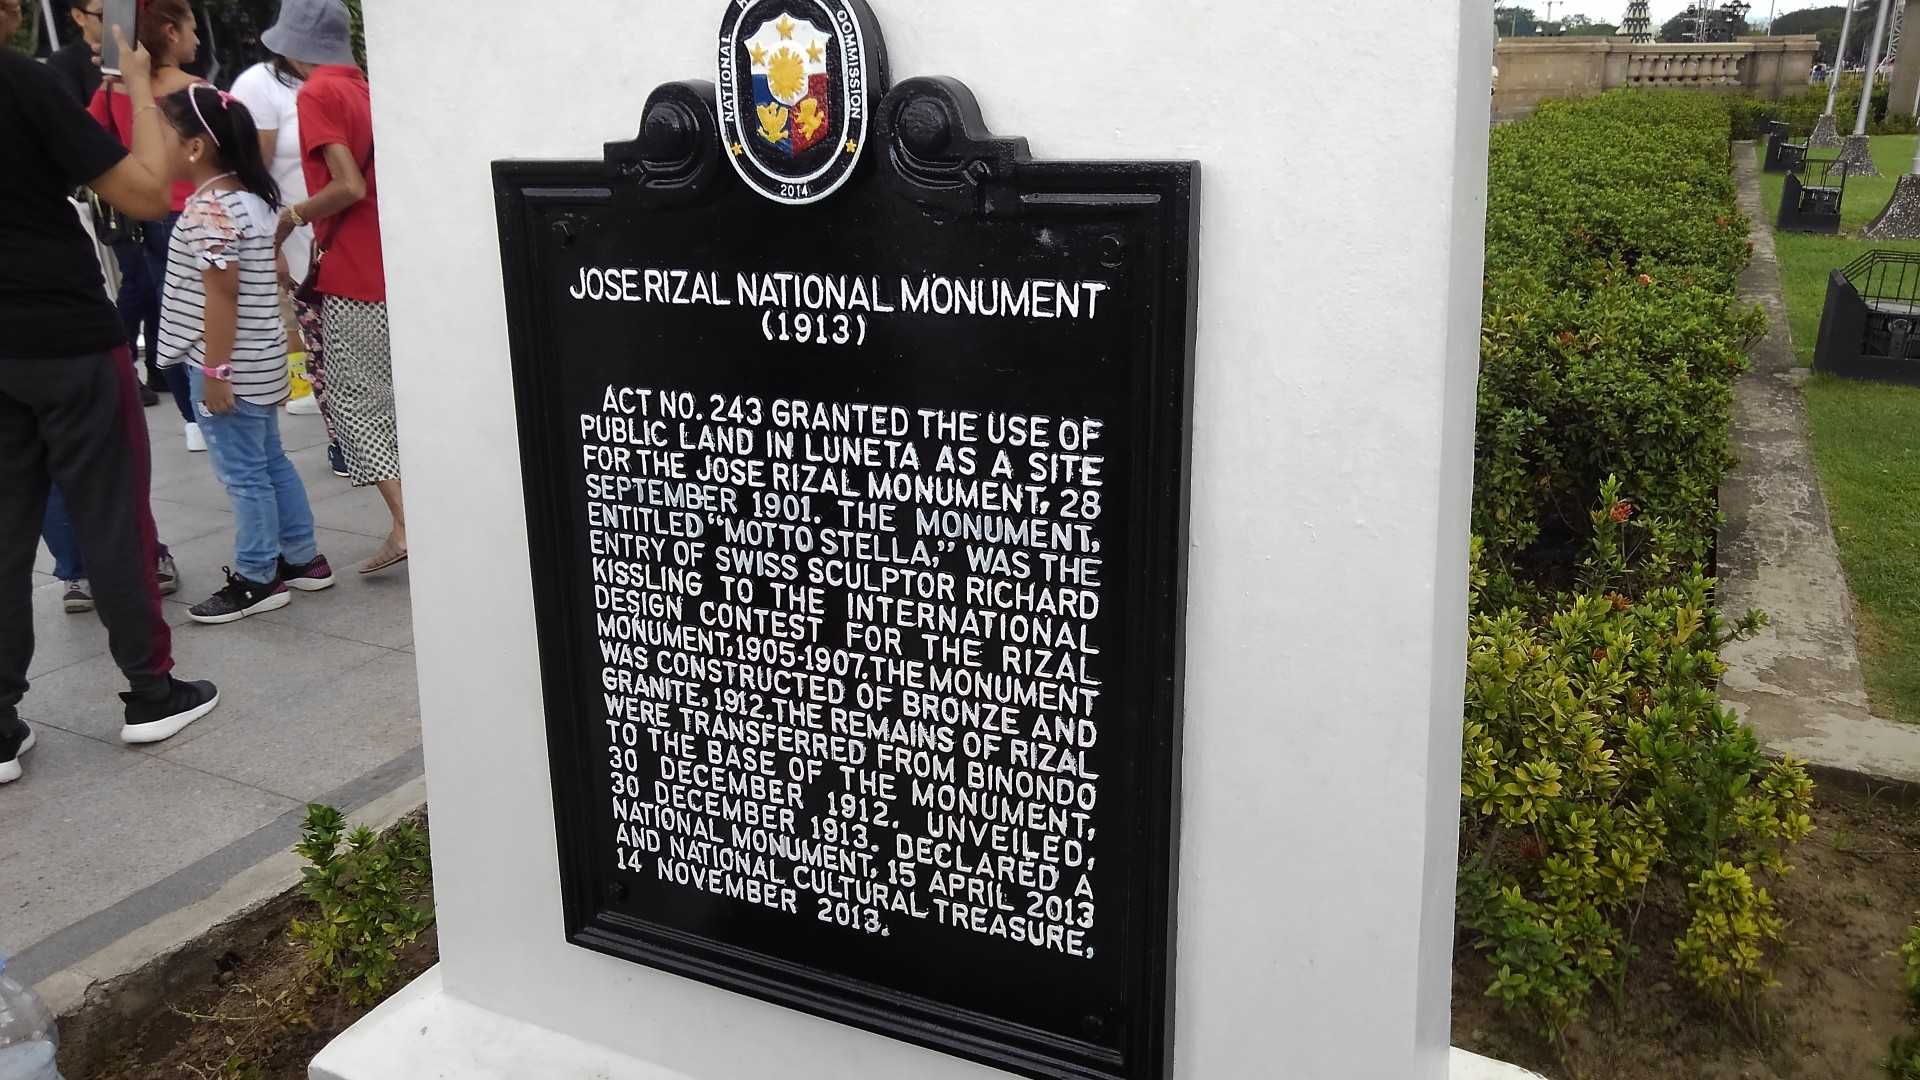 NATIONAL
COMMISSION
2014
JOSE RIZAL NATIONAL MONUMENT
(1913)
ACT NO. 243 GRANTED THE USE OF
PUBLIC LAND IN LUNETA AS A SITE
FOR THE JOSE RIZAL MONUMENT, 28
SEPTEMBER 1901. THE MONUMENT,
ENTITLED “MOTTO STELLA,” WAS THE
ENTRY OF SWISS SCULPTOR RICHARD
KISSLING TO THE INTERNATIONAL
DESIGN CONTEST FOR THE RIZAL
MONUMENT, 1905-1907. THE MONUMENT
WAS CONSTRUCTED OF BRONZE AND
GRANITE, 1912. THE REMAINS OF RIZAL
WERE TRANSFERRED FROM BINONDO
TO THE BASE OF THE MONUMENT,
30 DECEMBER 1912. UNVEILED,
30 DECEMBER 1913. DECLARED A
NATIONAL MONUMENT, 15 APRIL 2013
AND NATIONAL CULTURAL TREASURE,
14 NOVEMBER 2013.